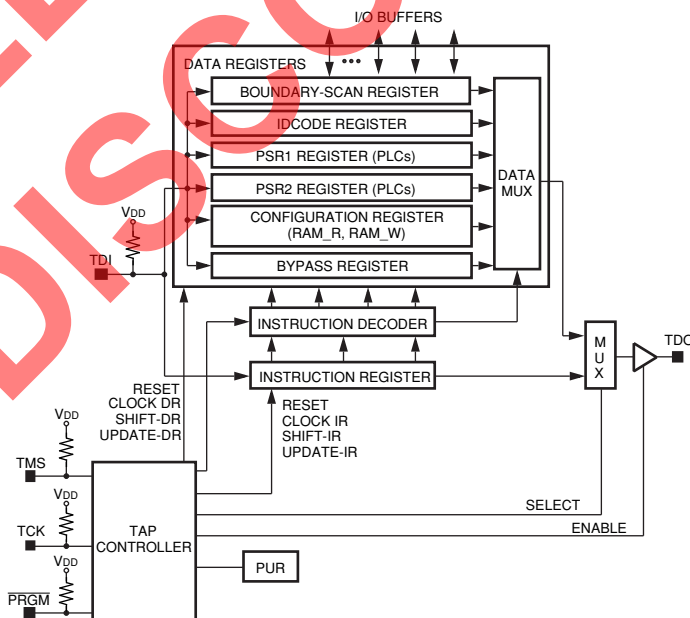 I/O BUFFERS
DATA REGISTERS
BOUNDARY-SCAN REGISTER
IDCODE REGISTER
PSR1 REGISTER (PLCs)
PSR2 REGISTER (PLCs)
CONFIGURATION REGISTER
(RAM_R, RAM_W)
BYPASS REGISTER
DATA
MUX
VDD
TDI
INSTRUCTION DECODER
INSTRUCTION REGISTER
M
U
X
TDO
RESET
CLOCK DR
SHIFT-DR
UPDATE-DR
RESET
CLOCK IR
SHIFT-IR
UPDATE-IR
VDD
TMS
VDD
TCK
VDD
PRGM
TAP
CONTROLLER
SELECT
ENABLE
PUR